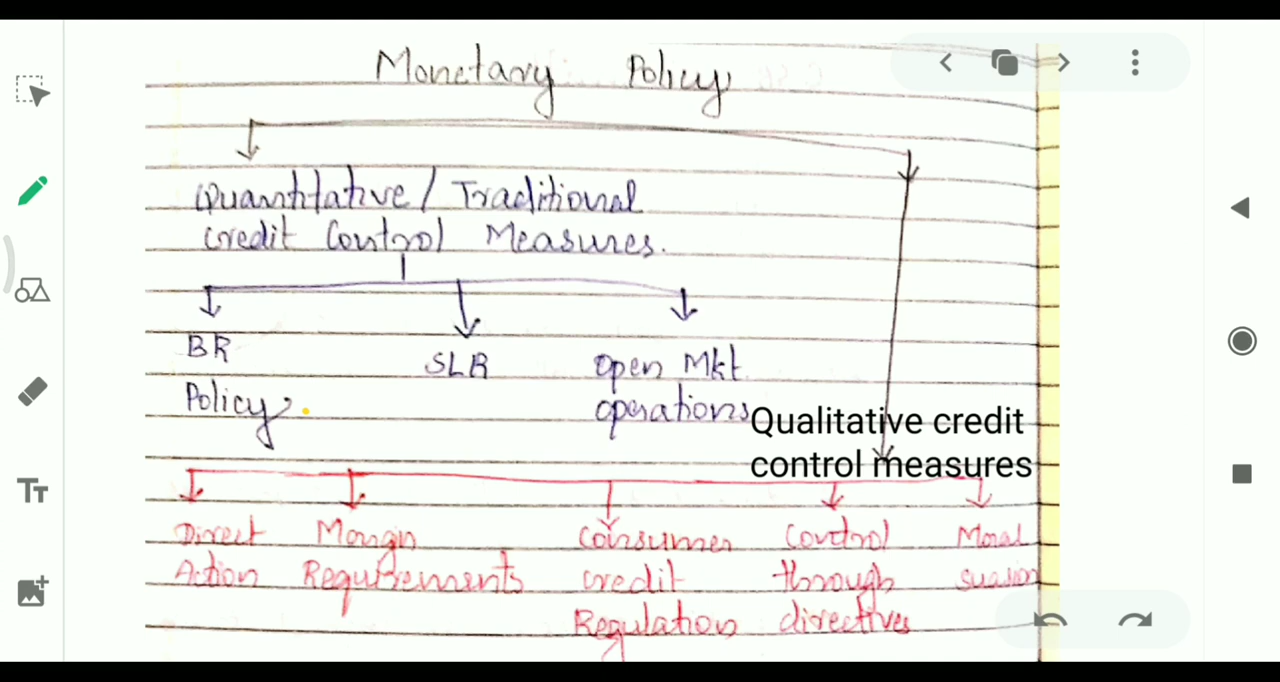 Monetary Policy
Quantitative / Traditional
Credit Control Measures.
BR
Policy
SLR
Open Mkt
operations
Qualitative credit
control measures
Direct
Action
Margin
Requirements
Consumer
credit
Regulation
Control
through
directives
Moral
suasion
TT